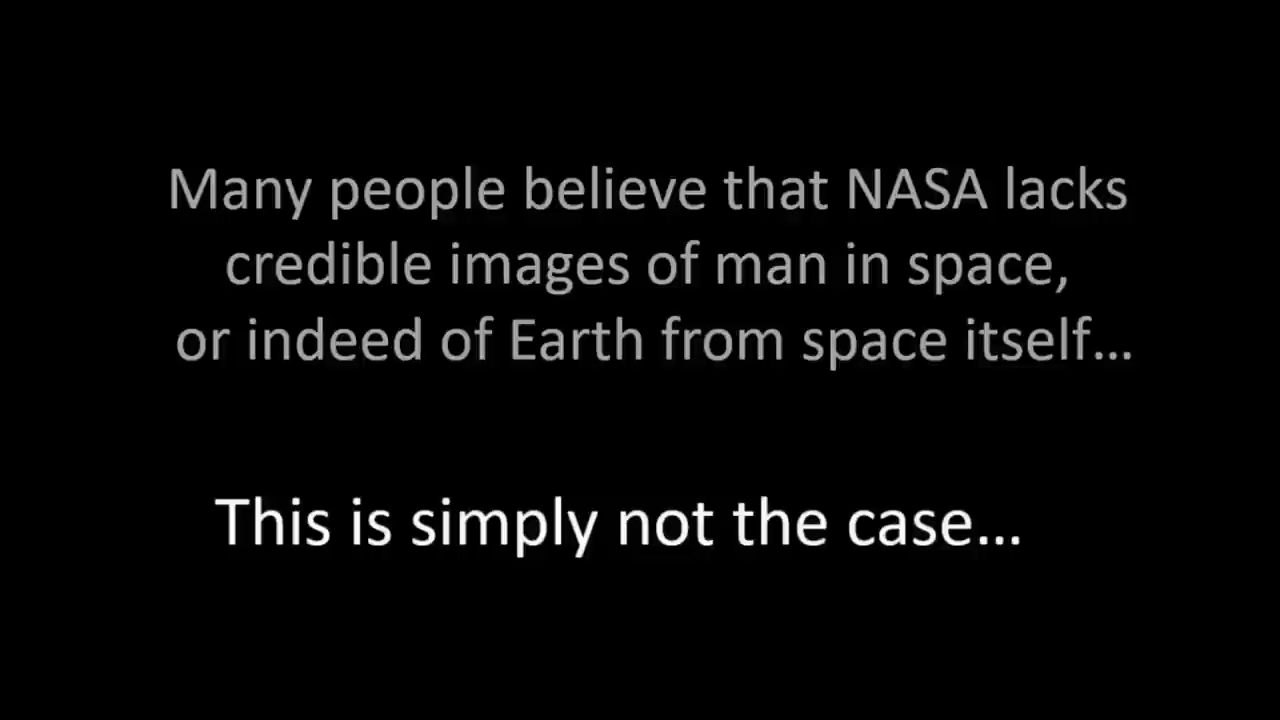 Many people believe that NASA lacks
credible images of man in space,
or indeed of Earth from space itself…
This is simply not the case…